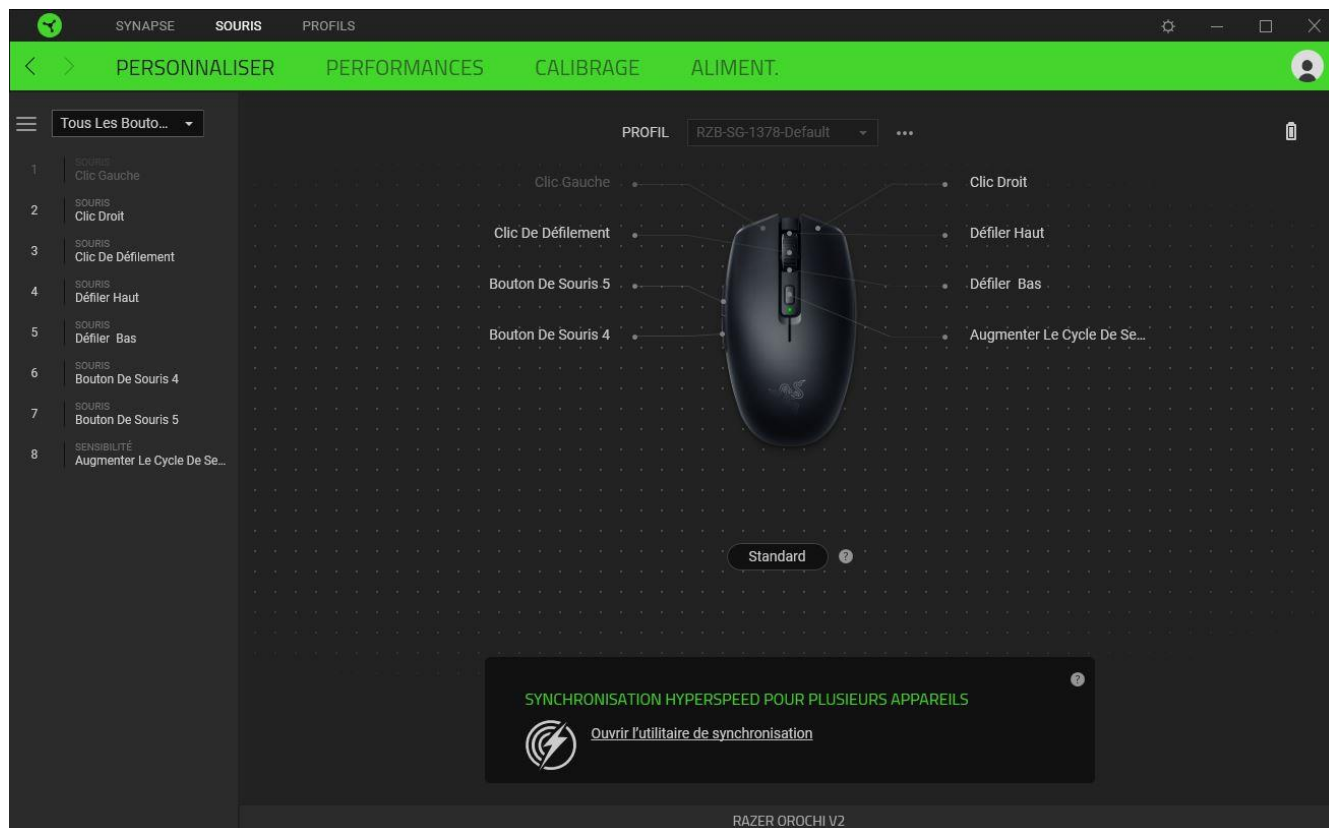 SYNAPSE SOURIS PROFILS
PERSONNALISER PERFORMANCES CALIBRAGE ALIMENT.
Tous Les Bouto...
PROFIL RZB-SG-1378-Default
1 SOURIS
Clic Gauche
2 SOURIS
Clic Droit
3 SOURIS
Clic De Défilement
4 SOURIS
Défiler Haut
5 SOURIS
Défiler Bas
6 SOURIS
Bouton De Souris 4
7 SOURIS
Bouton De Souris 5
8 SENSIBILITÉ
Augmenter Le Cycle De Se...
Clic Gauche Clic Droit
Clic De Défilement Défiler Haut
Bouton De Souris 5 Défiler Bas
Bouton De Souris 4 Augmenter Le Cycle De Se...
Standard ?
?
SYNCHRONISATION HYPERSPEED POUR PLUSIEURS APPAREILS
Ouvrir l’utilitaire de synchronisation
RAZER OROCHI V2